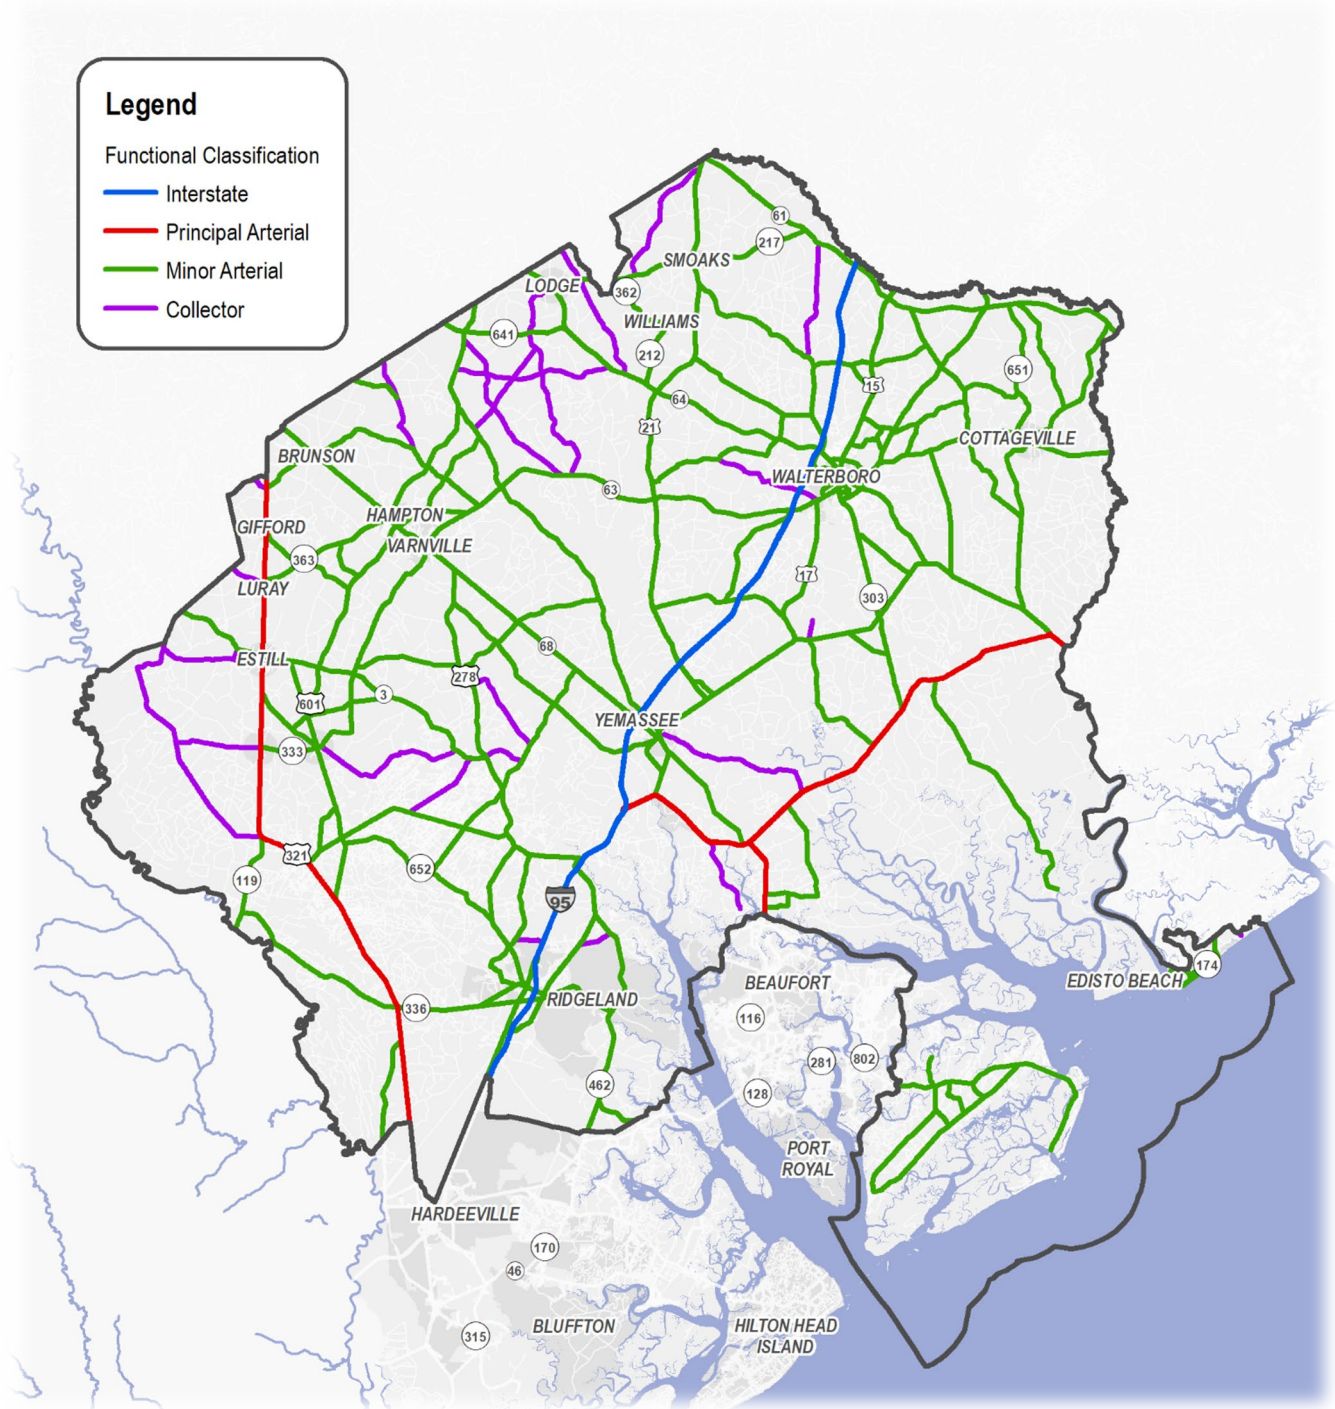 Legend
Functional Classification
Interstate
Principal Arterial
Minor Arterial
Collector
61
217
SMOAKS
LODGE
362
WILLIAMS
641
212
651
15
64
21
COTTAGEVILLE
BRUNSON
WALTERBORO
63
HAMPTON
GIFFORD
VARNVILLE
363
17
LURAY
303
68
ESTILL
278
3
601
YEMASSEE
333
321
652
119
95
174
EDISTO BEACH
BEAUFORT
RIDGELAND
336
116
281
802
462
128
PORT
ROYAL
HARDEEVILLE
170
46
BLUFFTON
315
HILTON HEAD
ISLAND